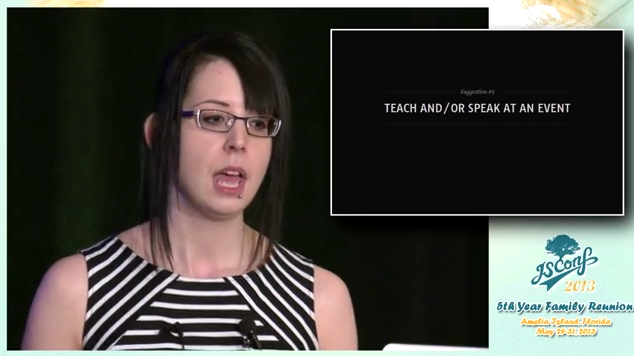 Suggestion #2
TEACH AND/OR SPEAK AT AN EVENT
JSConf
2013
5th Year Family Reunion
Amelia Island, Florida
May 29-31, 2013